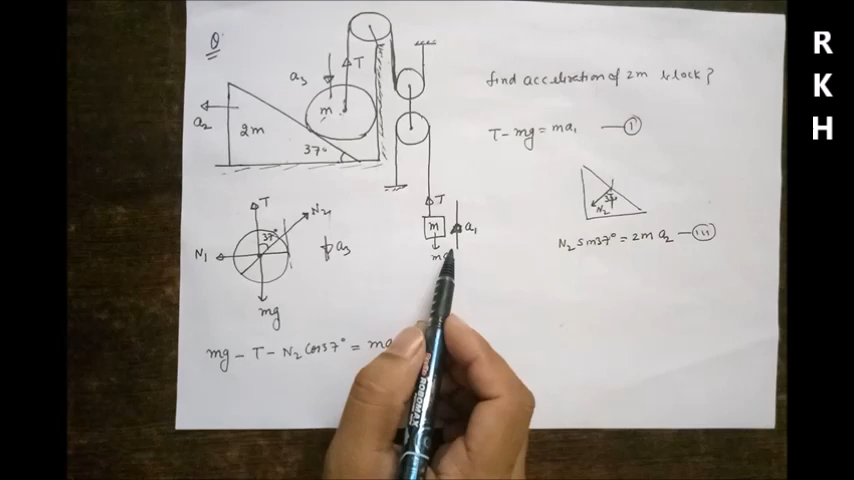 Q
find acceleration of 2m block?
a3
T
m
a2
2m
37°
T - mg = ma1 —(i)
37°
N2
T
N2
37°
N1
a3
mg
T
m
a1
N2 sin37° = 2m a2 —(iii)
mg - T - N2 cos37° = ma
R
K
H